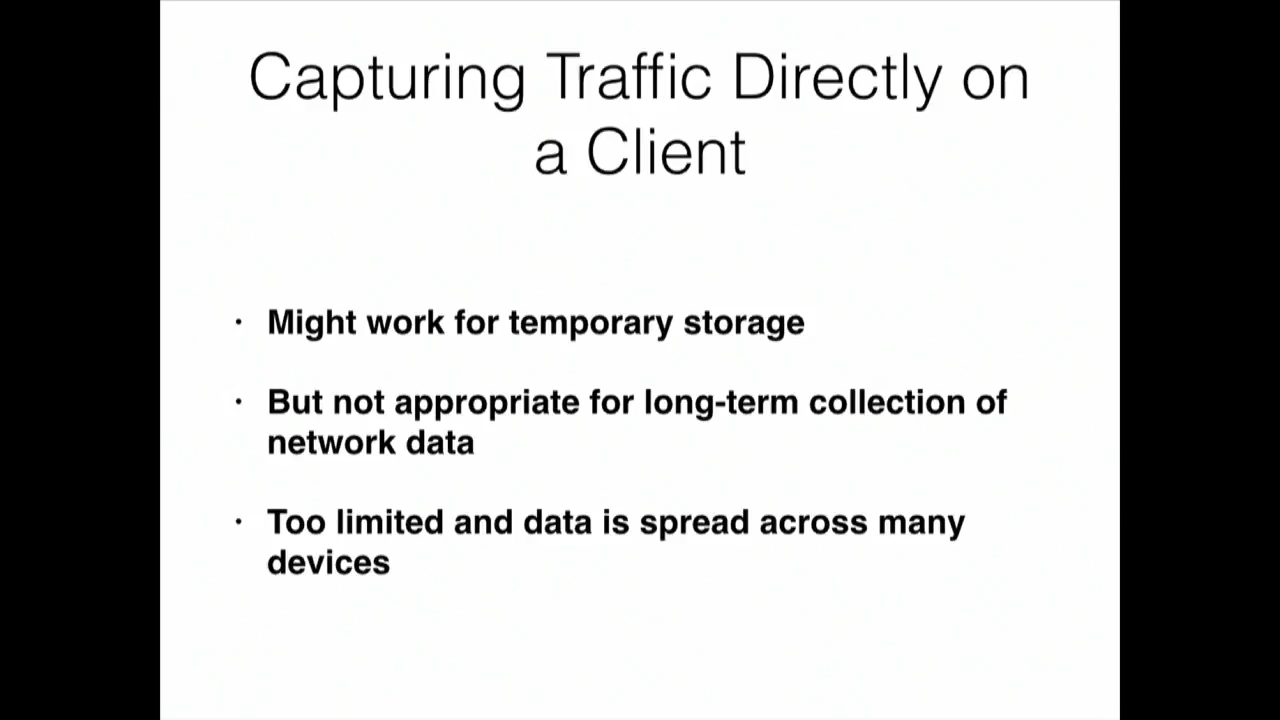 Capturing Traffic Directly on
a Client
• Might work for temporary storage
• But not appropriate for long-term collection of
network data
• Too limited and data is spread across many
devices